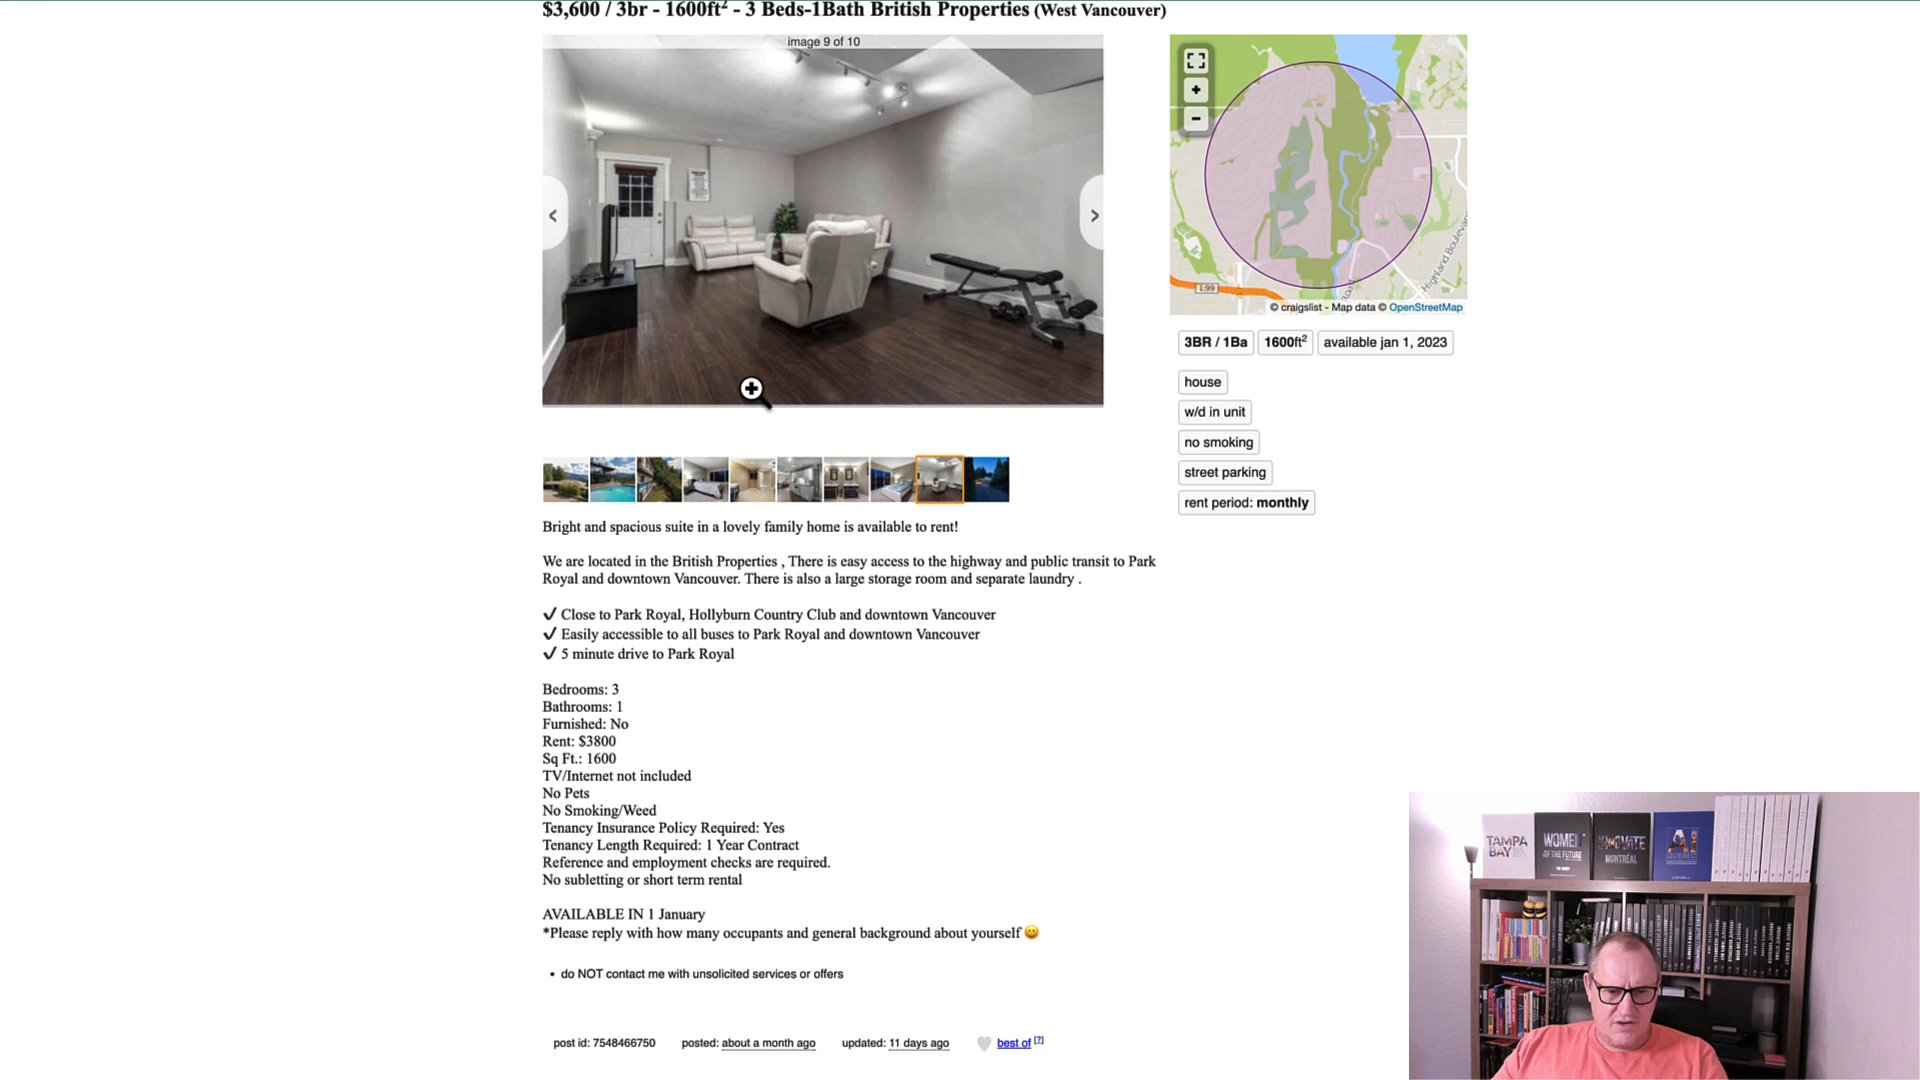 $3,600 / 3br - 1600ft² - 3 Beds-1Bath British Properties (West Vancouver)
image 9 of 10
<
>
+
−
1:99
Highland Boulevard
Road
© craigslist - Map data © OpenStreetMap
3BR / 1Ba
1600ft²
available jan 1, 2023
house
w/d in unit
no smoking
street parking
rent period: monthly
Bright and spacious suite in a lovely family home is available to rent!
We are located in the British Properties , There is easy access to the highway and public transit to Park
Royal and downtown Vancouver. There is also a large storage room and separate laundry .
✓ Close to Park Royal, Hollyburn Country Club and downtown Vancouver
✓ Easily accessible to all buses to Park Royal and downtown Vancouver
✓ 5 minute drive to Park Royal
Bedrooms: 3
Bathrooms: 1
Furnished: No
Rent: $3800
Sq Ft.: 1600
TV/Internet not included
No Pets
No Smoking/Weed
Tenancy Insurance Policy Required: Yes
Tenancy Length Required: 1 Year Contract
Reference and employment checks are required.
No subletting or short term rental
AVAILABLE IN 1 January
*Please reply with how many occupants and general background about yourself 😀
• do NOT contact me with unsolicited services or offers
post id: 7548466750 posted: about a month ago updated: 11 days ago best of [?]
TAMPA
BAY
WOMEN
OF THE FUTURE
INNOVATE
MONTRÉAL
AI
QUEBEC